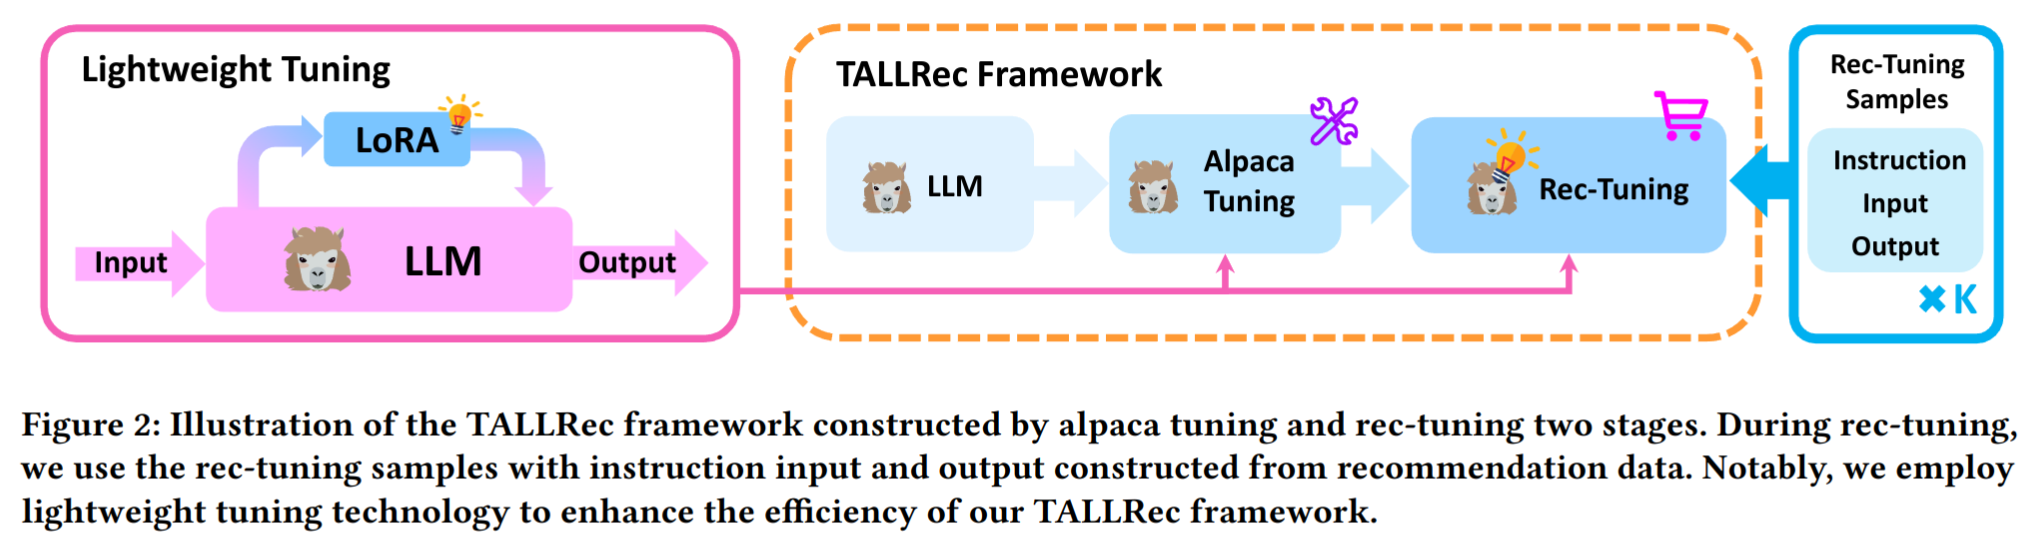 Lightweight Tuning
LoRA
Input
LLM
Output
TALLRec Framework
LLM
Alpaca
Tuning
Rec-Tuning
Rec-Tuning
Samples
Instruction
Input
Output
✖ K
Figure 2: Illustration of the TALLRec framework constructed by alpaca tuning and rec-tuning two stages. During rec-tuning,
we use the rec-tuning samples with instruction input and output constructed from recommendation data. Notably, we employ
lightweight tuning technology to enhance the efficiency of our TALLRec framework.